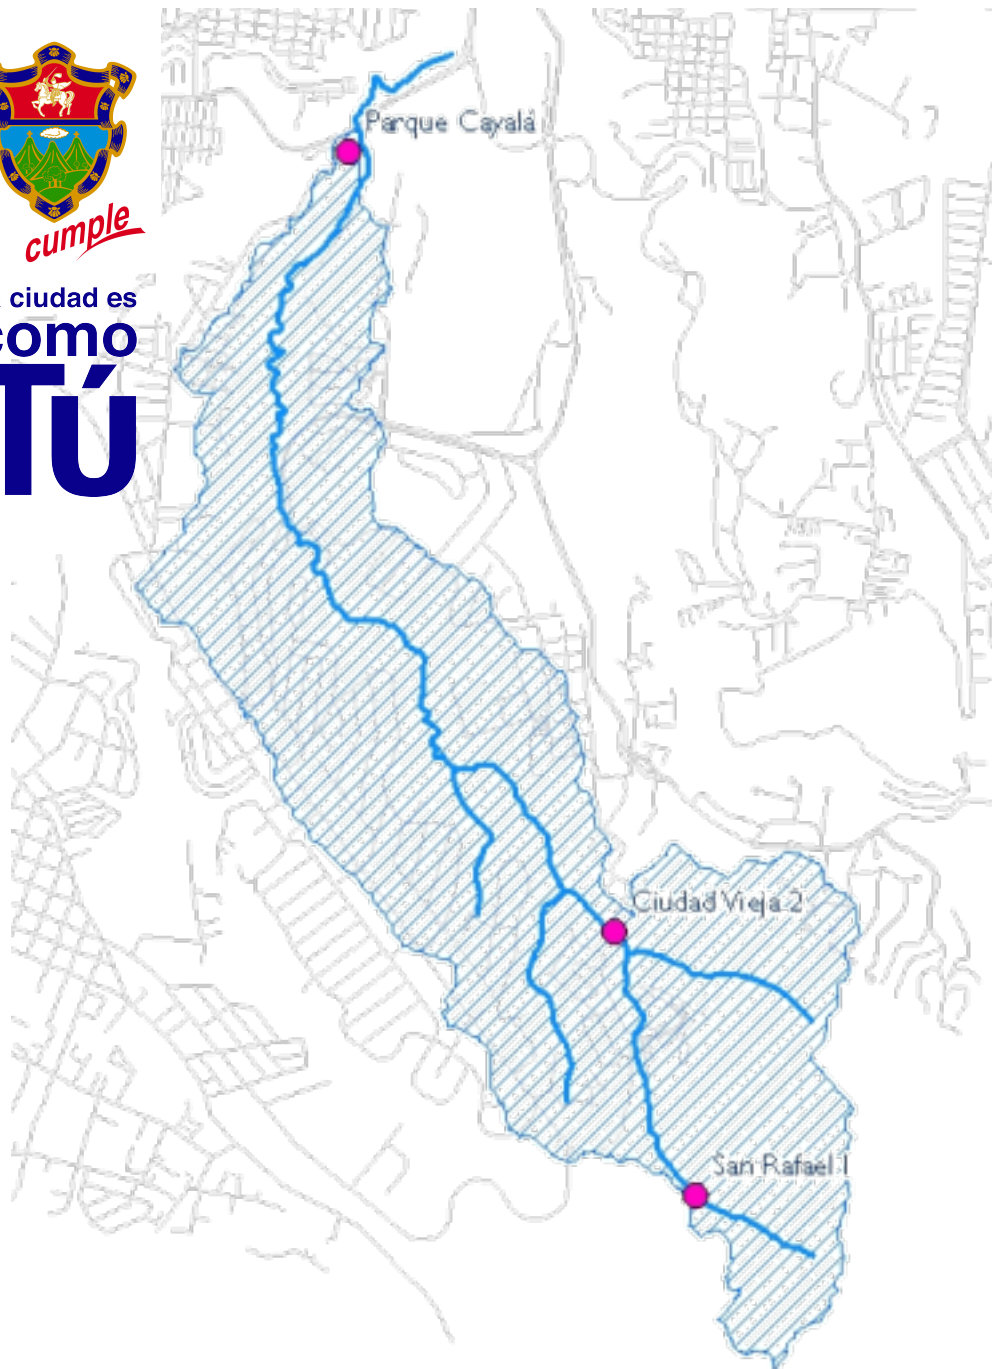 Parque Cayalá
cumple
ciudad es
como
Tú
Ciudad Vieja 2
San Rafael I